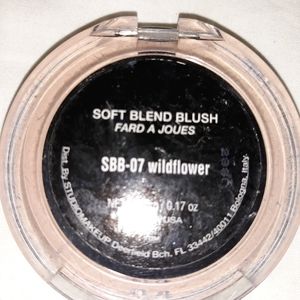 SOFT BLEND BLUSH
FARD A JOUES
SBB-07 wildflower
0.17 oz
USA
Dist. By STUDIOMAKEUP Deerfield Bch. FL 33442/40011 Bologna, Italy.